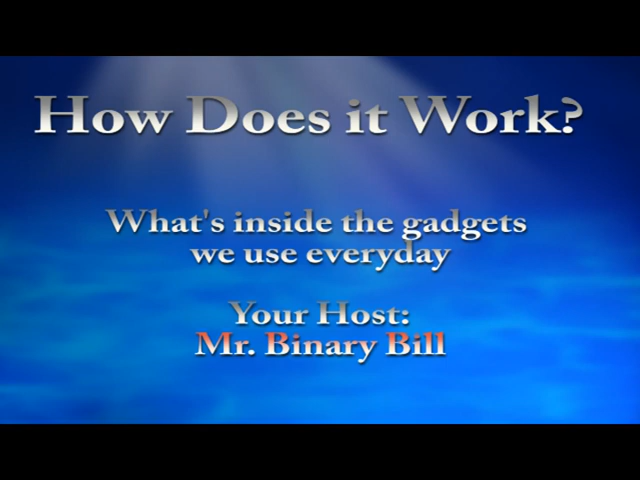 How Does it Work?
What's inside the gadgets
we use everyday
Your Host:
Mr. Binary Bill